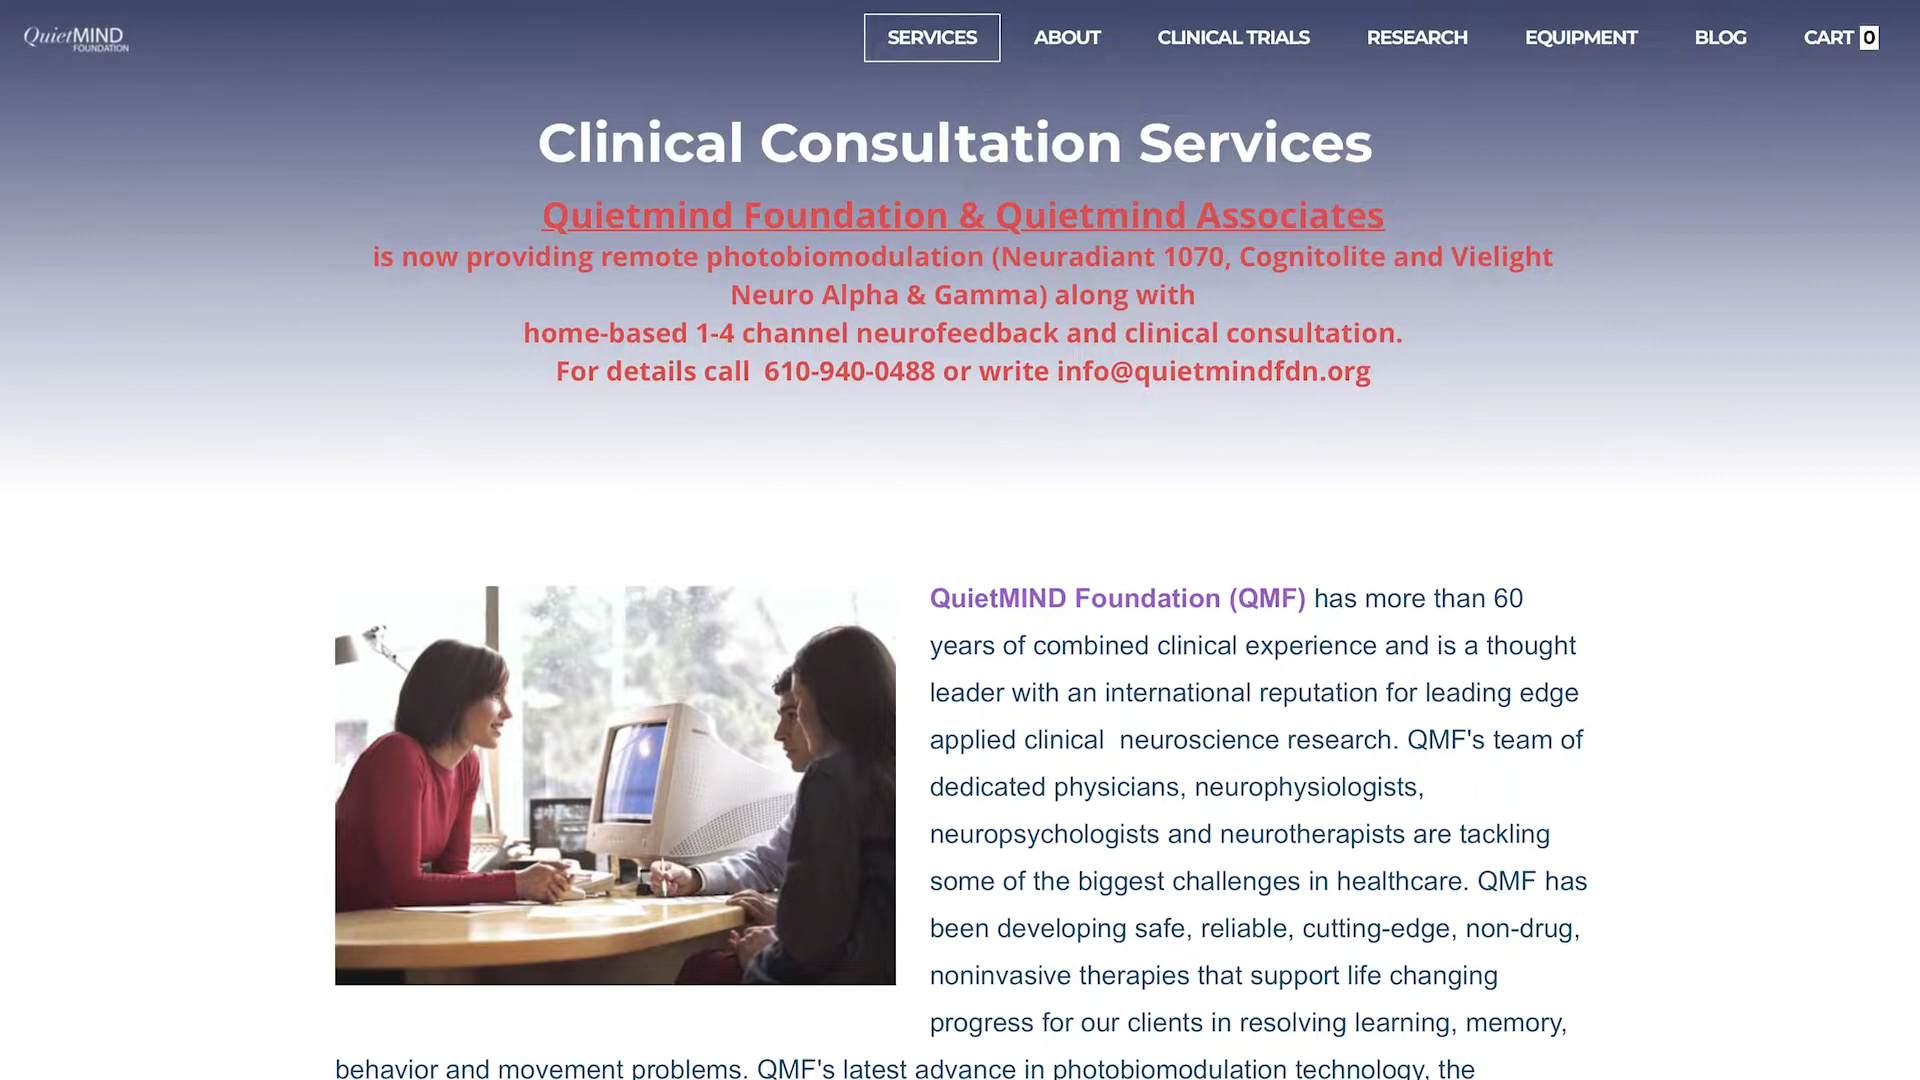 QuietMIND
FOUNDATION
SERVICES ABOUT CLINICAL TRIALS RESEARCH EQUIPMENT BLOG CART 0
Clinical Consultation Services
Quietmind Foundation & Quietmind Associates
is now providing remote photobiomodulation (Neuradiant 1070, Cognitolite and Vielight
Neuro Alpha & Gamma) along with
home-based 1-4 channel neurofeedback and clinical consultation.
For details call 610-940-0488 or write info@quietmindfdn.org
QuietMIND Foundation (QMF) has more than 60
years of combined clinical experience and is a thought
leader with an international reputation for leading edge
applied clinical neuroscience research. QMF's team of
dedicated physicians, neurophysiologists,
neuropsychologists and neurotherapists are tackling
some of the biggest challenges in healthcare. QMF has
been developing safe, reliable, cutting-edge, non-drug,
noninvasive therapies that support life changing
progress for our clients in resolving learning, memory,
behavior and movement problems. QMF's latest advance in photobiomodulation technology, the